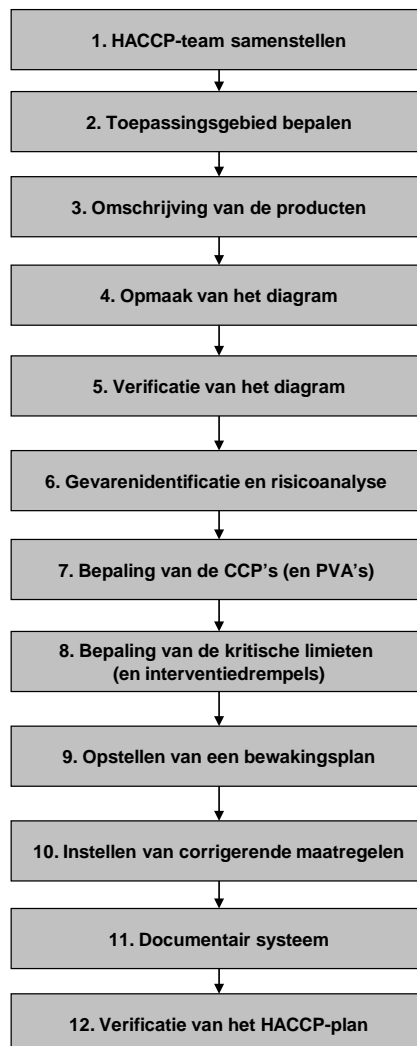 1. HACCP-team samenstellen
2. Toepassingsgebied bepalen
3. Omschrijving van de producten
4. Opmaak van het diagram
5. Verificatie van het diagram
6. Gevarenidentificatie en risicoanalyse
7. Bepaling van de CCP's (en PVA's)
8. Bepaling van de kritische limieten
(en interventiedrempels)
9. Opstellen van een bewakingsplan
10. Instellen van corrigerende maatregelen
11. Documentair systeem
12. Verificatie van het HACCP-plan